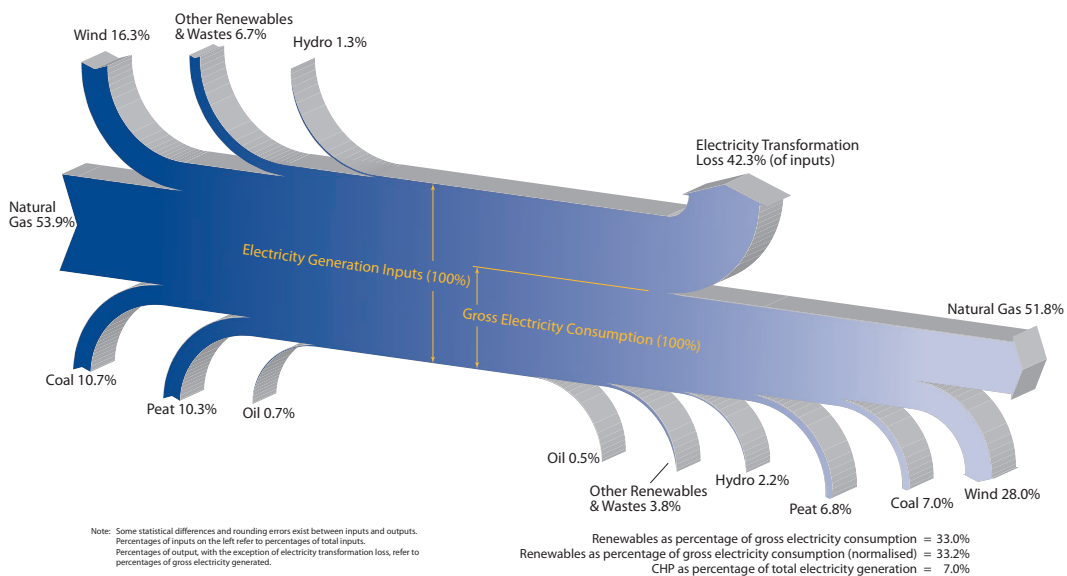 Wind 16.3%
Other Renewables
& Wastes 6.7%
Hydro 1.3%
Electricity Transformation
Loss 42.3% (of inputs)
Natural
Gas 53.9%
Electricity Generation Inputs (100%)
Gross Electricity Consumption (100%)
Natural Gas 51.8%
Coal 10.7%
Peat 10.3%
Oil 0.7%
Oil 0.5%
Other Renewables
& Wastes 3.8%
Hydro 2.2%
Peat 6.8%
Coal 7.0%
Wind 28.0%
Note: Some statistical differences and rounding errors exist between inputs and outputs.
Percentages of inputs on the left refer to percentages of total inputs.
Percentages of output, with the exception of electricity transformation loss, refer to
percentages of gross electricity generated.
Renewables as percentage of gross electricity consumption = 33.0%
Renewables as percentage of gross electricity consumption (normalised) = 33.2%
CHP as percentage of total electricity generation = 7.0%